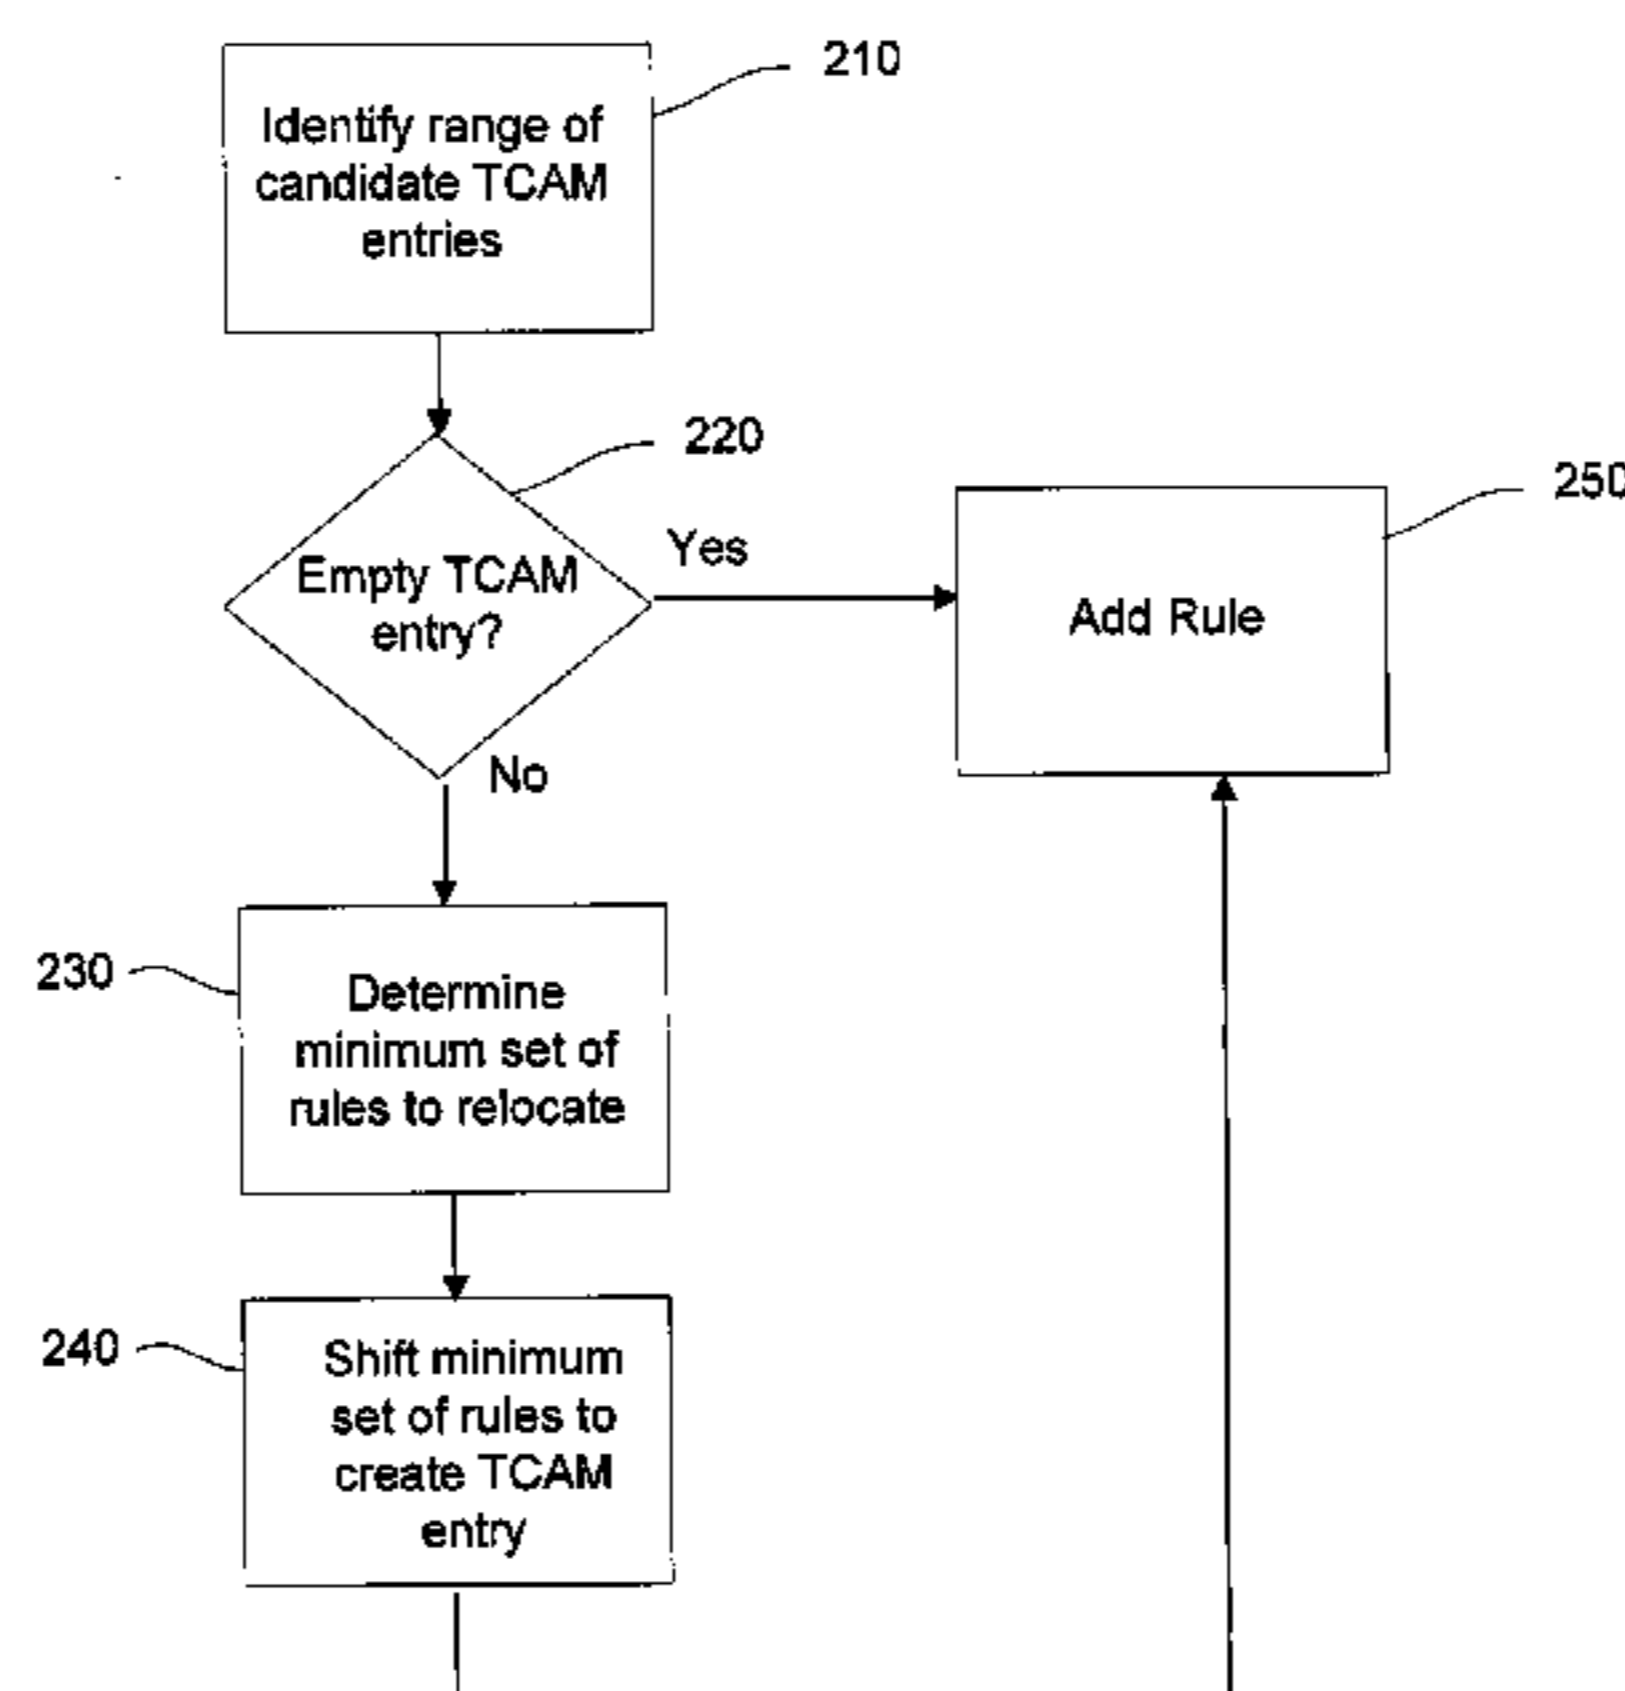 210
Identify range of
candidate TCAM
entries
220
Empty TCAM
entry?
Yes
No
250
Add Rule
230
Determine
minimum set of
rules to relocate
240
Shift minimum
set of rules to
create TCAM
entry